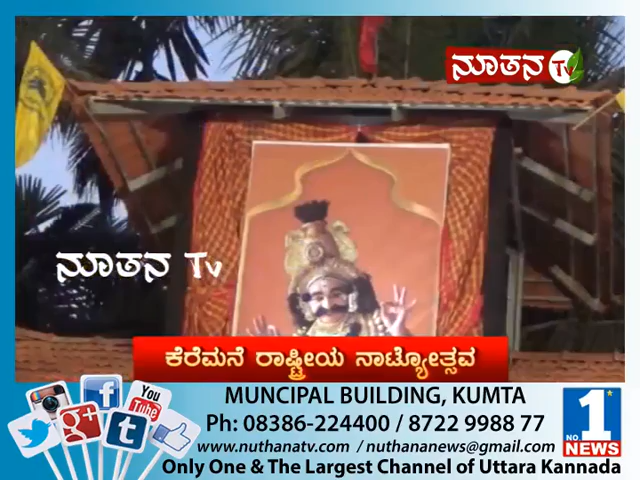 ನೂತನ Tv
ನೂತನ Tv
ಕೆರೆಮನೆ ರಾಷ್ಟ್ರೀಯ ನಾಟ್ಯೋತ್ಸವ
You
Tube
MUNCIPAL BUILDING, KUMTA
Ph: 08386-224400 / 8722 9988 77
www.nuthanatv.com / nuthananews@gmail.com
Only One & The Largest Channel of Uttara Kannada
NO. 1
NEWS